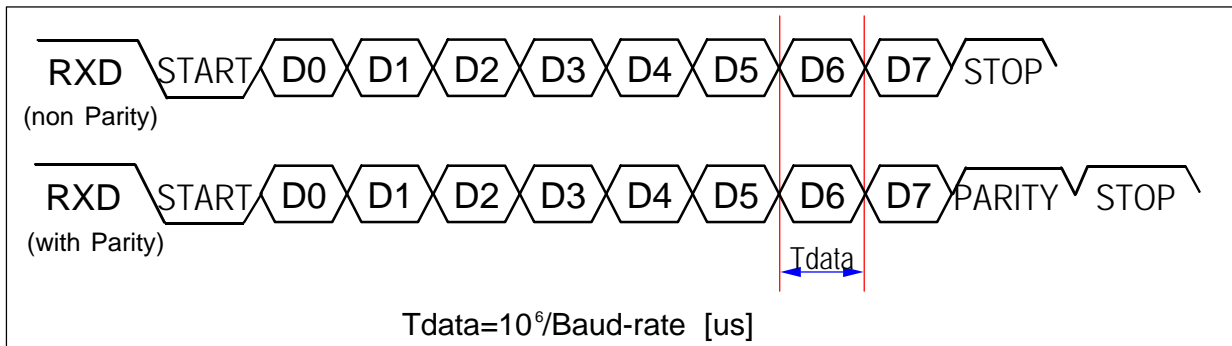 RXD START D0 D1 D2 D3 D4 D5 D6 D7 STOP
(non Parity)
RXD START D0 D1 D2 D3 D4 D5 D6 D7 PARITY STOP
(with Parity)
Tdata
Tdata=10⁶/Baud-rate [us]